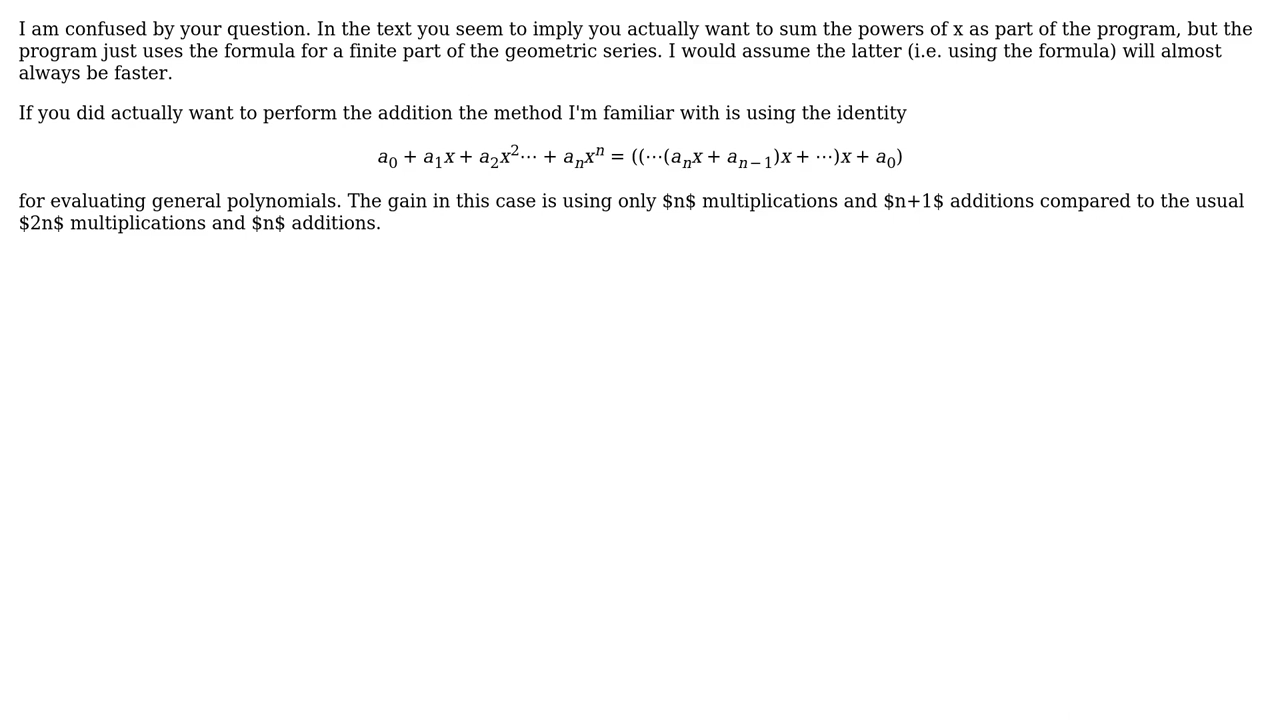 I am confused by your question. In the text you seem to imply you actually want to sum the powers of x as part of the program, but the
program just uses the formula for a finite part of the geometric series. I would assume the latter (i.e. using the formula) will almost
always be faster.
If you did actually want to perform the addition the method I'm familiar with is using the identity
a₀ + a₁x + a₂x²⋯ + aₙxⁿ = ((⋯(aₙx + aₙ₋₁)x + ⋯)x + a₀)
for evaluating general polynomials. The gain in this case is using only $n$ multiplications and $n+1$ additions compared to the usual
$2n$ multiplications and $n$ additions.